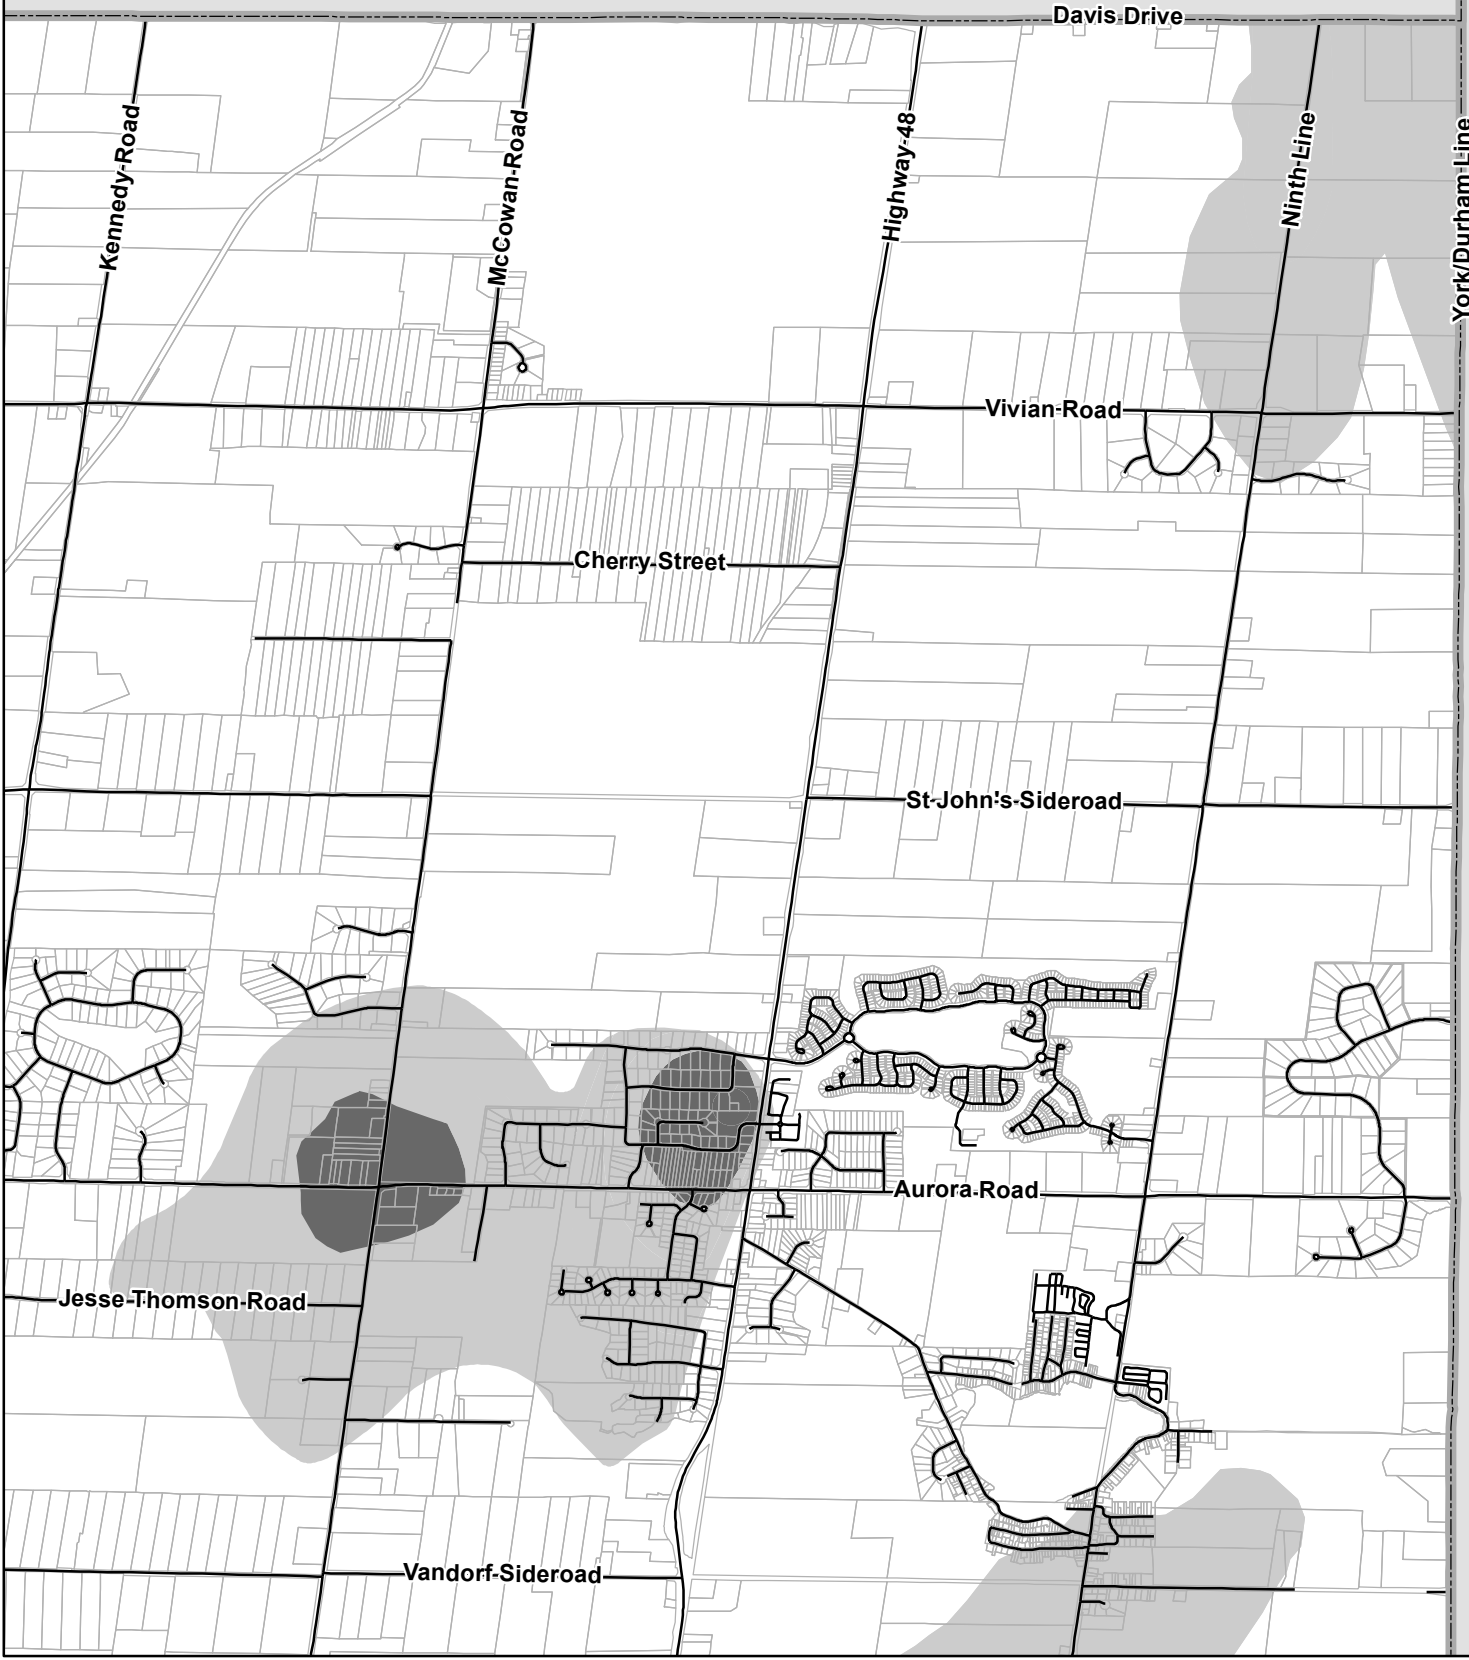 Davis Drive
Kennedy Road
McCowan Road
Highway 48
Ninth Line
York/Durham Line
Vivian Road
Cherry Street
St John's Sideroad
Aurora Road
Jesse Thomson Road
Vandorf Sideroad